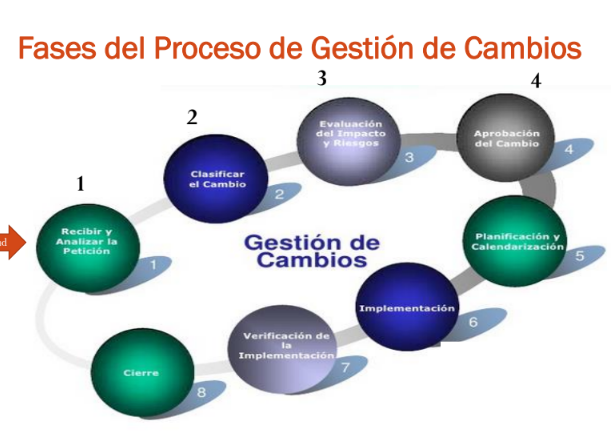 Fases del Proceso de Gestión de Cambios
1
2
3
4
Recibir y
Analizar la
Petición
1
Clasificar
el Cambio
2
Evaluación
del Impacto
y Riesgos
3
Aprobación
del Cambio
4
Gestión de
Cambios
Planificación y
Calendarización
5
Implementación
6
Verificación de
la
Implementación
7
Cierre
8